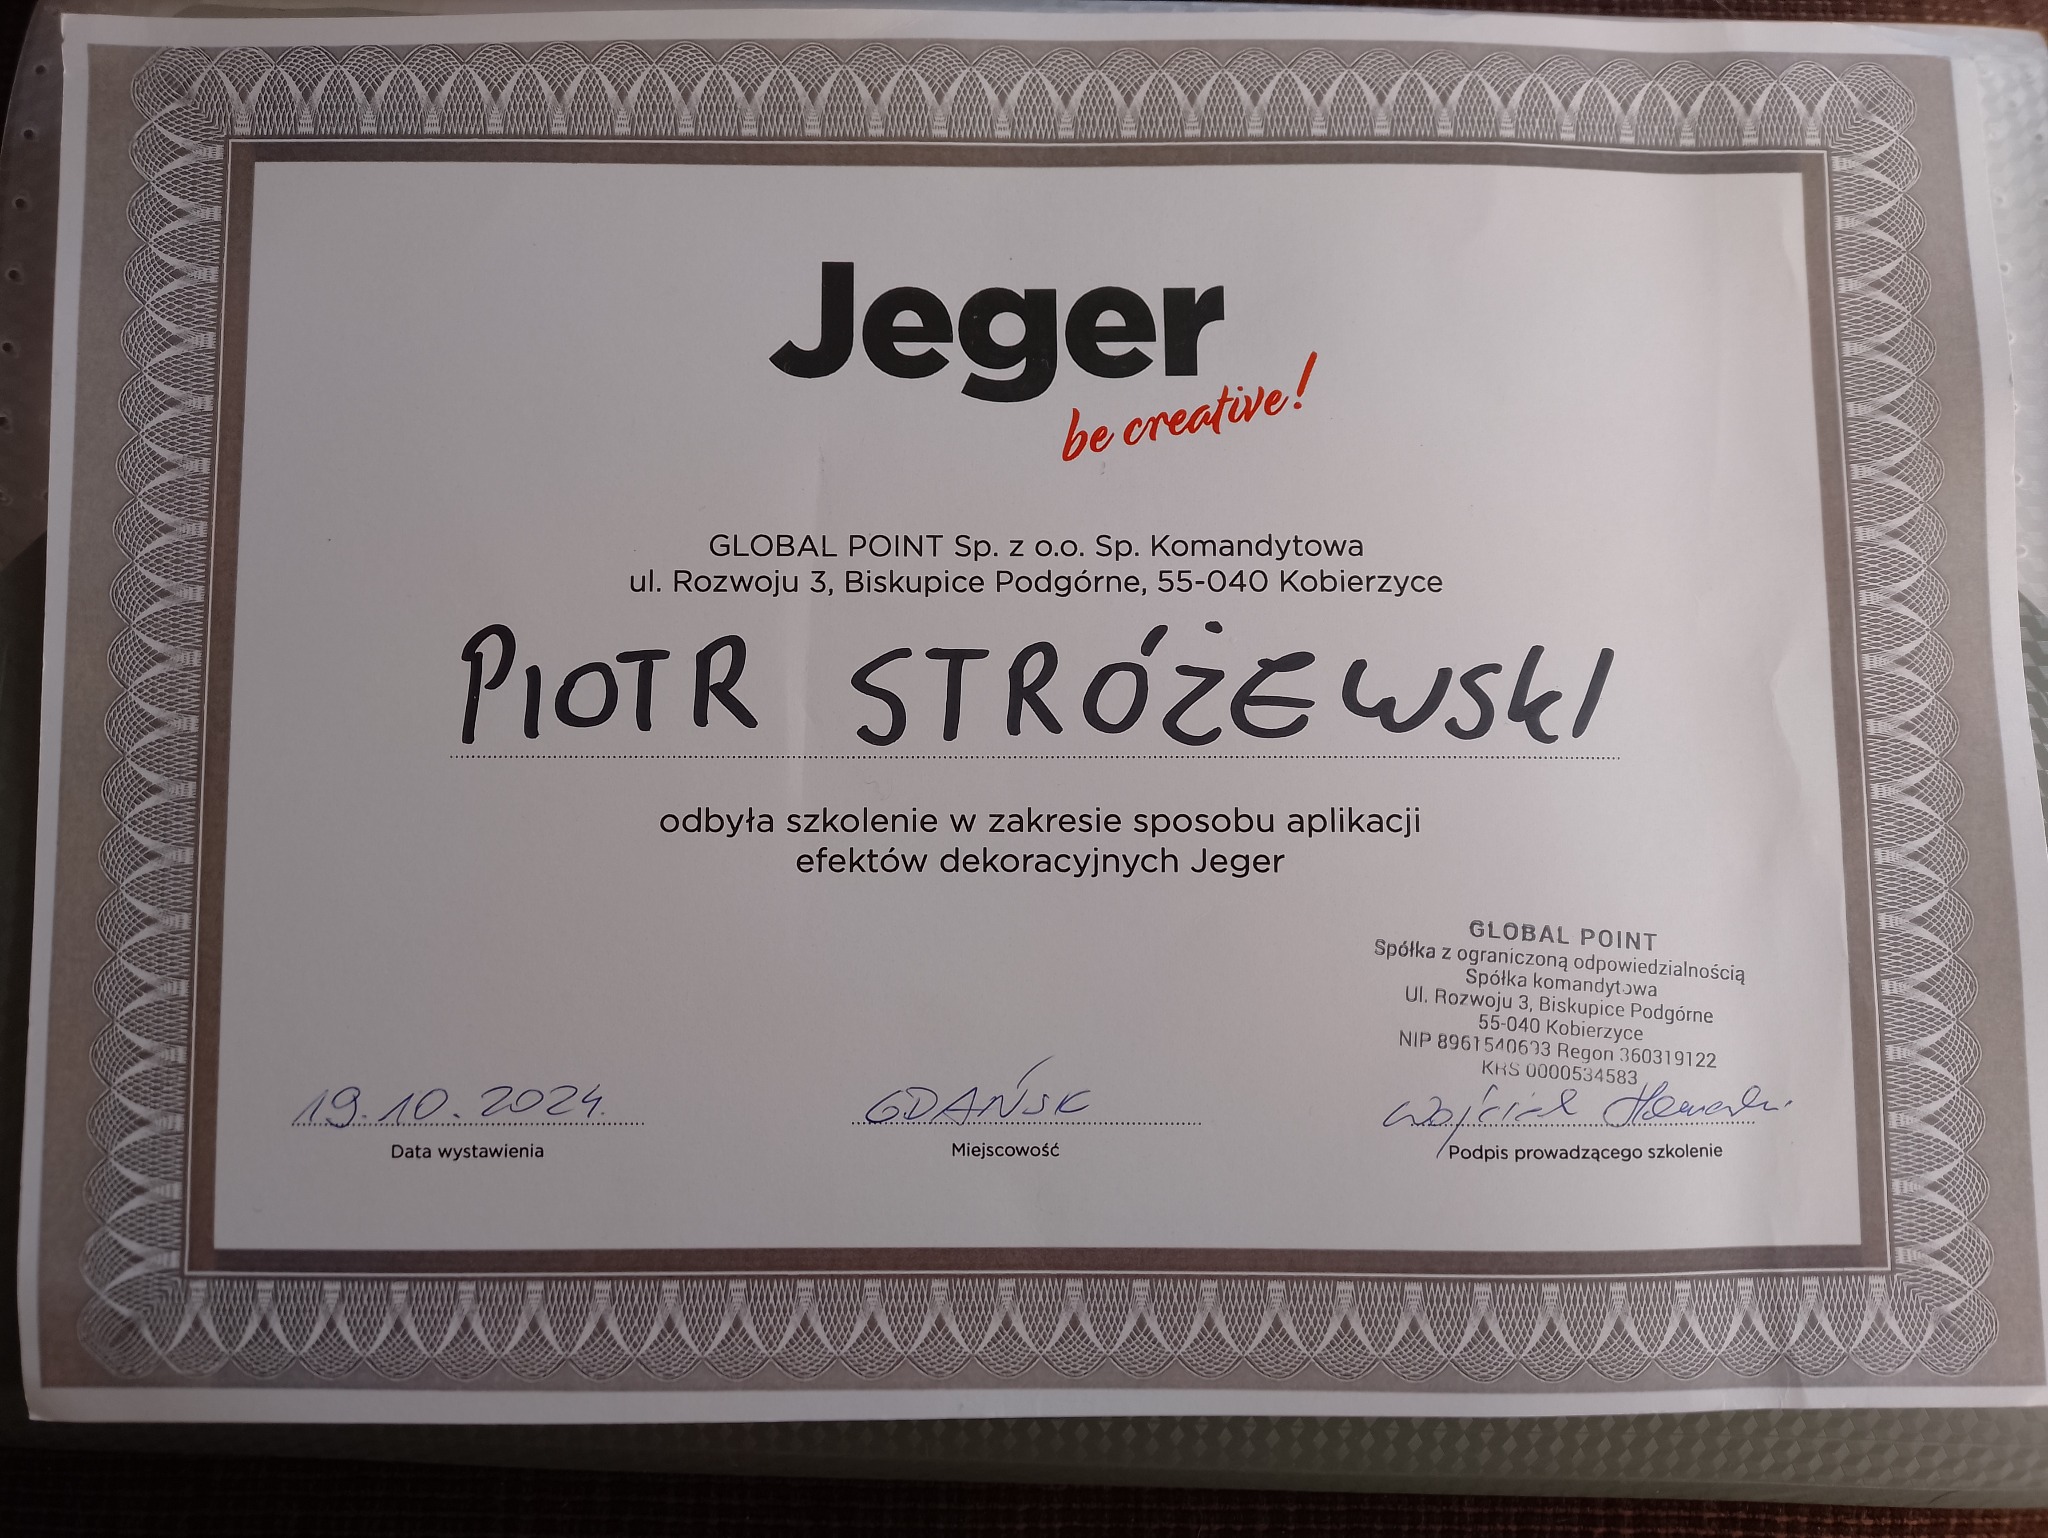 Jeger
be creative!
GLOBAL POINT Sp. z o.o. Sp. Komandytowa
ul. Rozwoju 3, Biskupice Podgórne, 55-040 Kobierzyce
PIOTR STRÓŻEWSKI
odbyła szkolenie w zakresie sposobu aplikacji
efektów dekoracyjnych Jeger
GLOBAL POINT
Spółka z ograniczoną odpowiedzialnością
Spółka komandytowa
Ul. Rozwoju 3, Biskupice Podgórne
55-040 Kobierzyce
NIP 8961540693 Regon 360319122
KRS 0000534583
19.10.2024. GDAŃSK Wojciech
Data wystawienia Miejscowość Podpis prowadzącego szkolenie